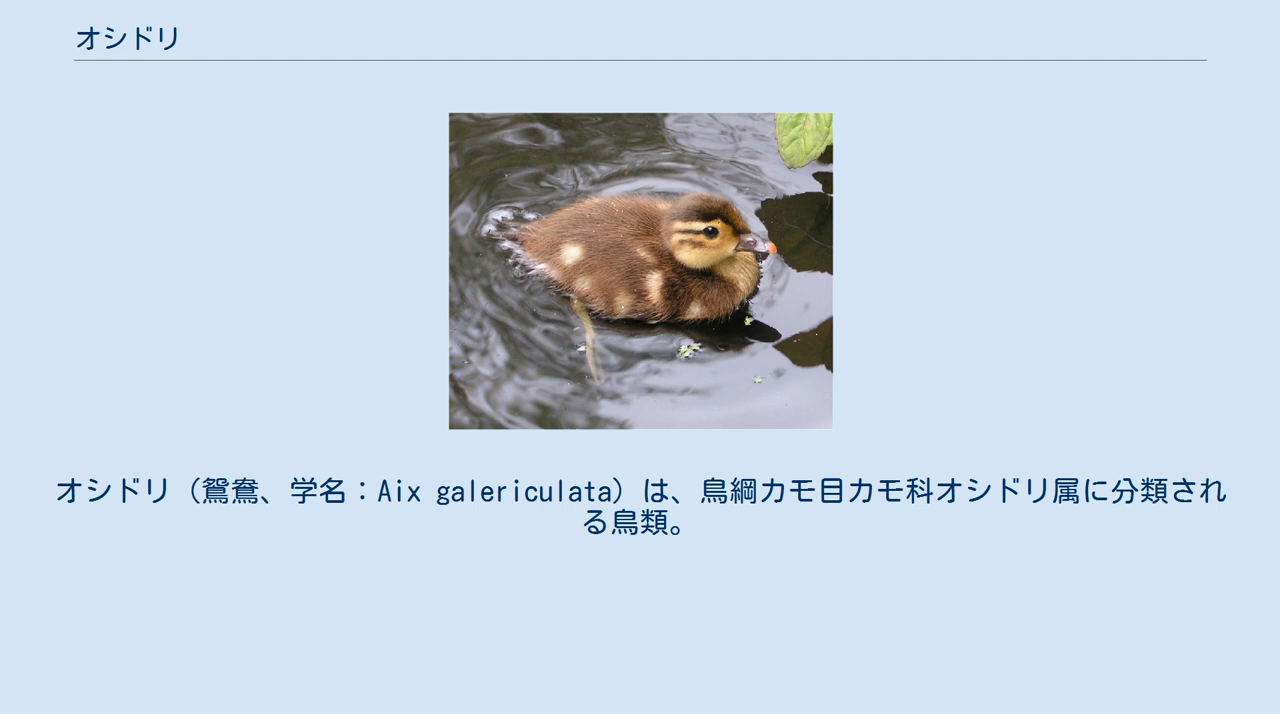 オシドリ
オシドリ（鴛鴦、学名：Aix galericulata）は、鳥綱カモ目カモ科オシドリ属に分類され
る鳥類。